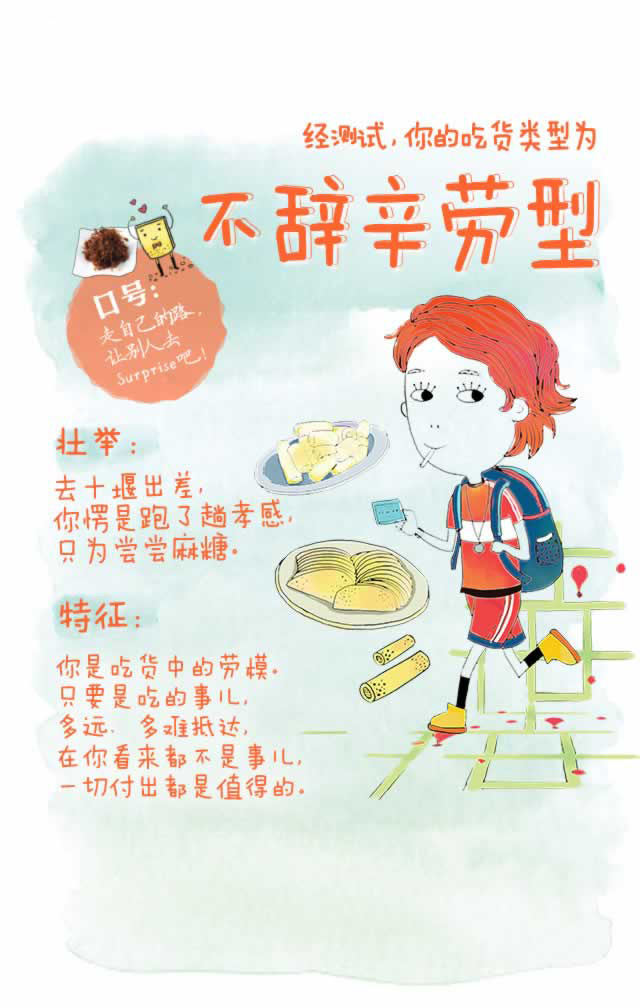 经测试,你的吃货类型为
不辞辛劳型
口号:
走自己的路,
让别人去
Surprise吧!
壮举:
去十堰出差,
你愣是跑了趟孝感,
只为尝尝麻糖。
特征:
你是吃货中的劳模。
只要是吃的事儿,
多远、多难抵达,
在你看来都不是事儿,
一切付出都是值得的。